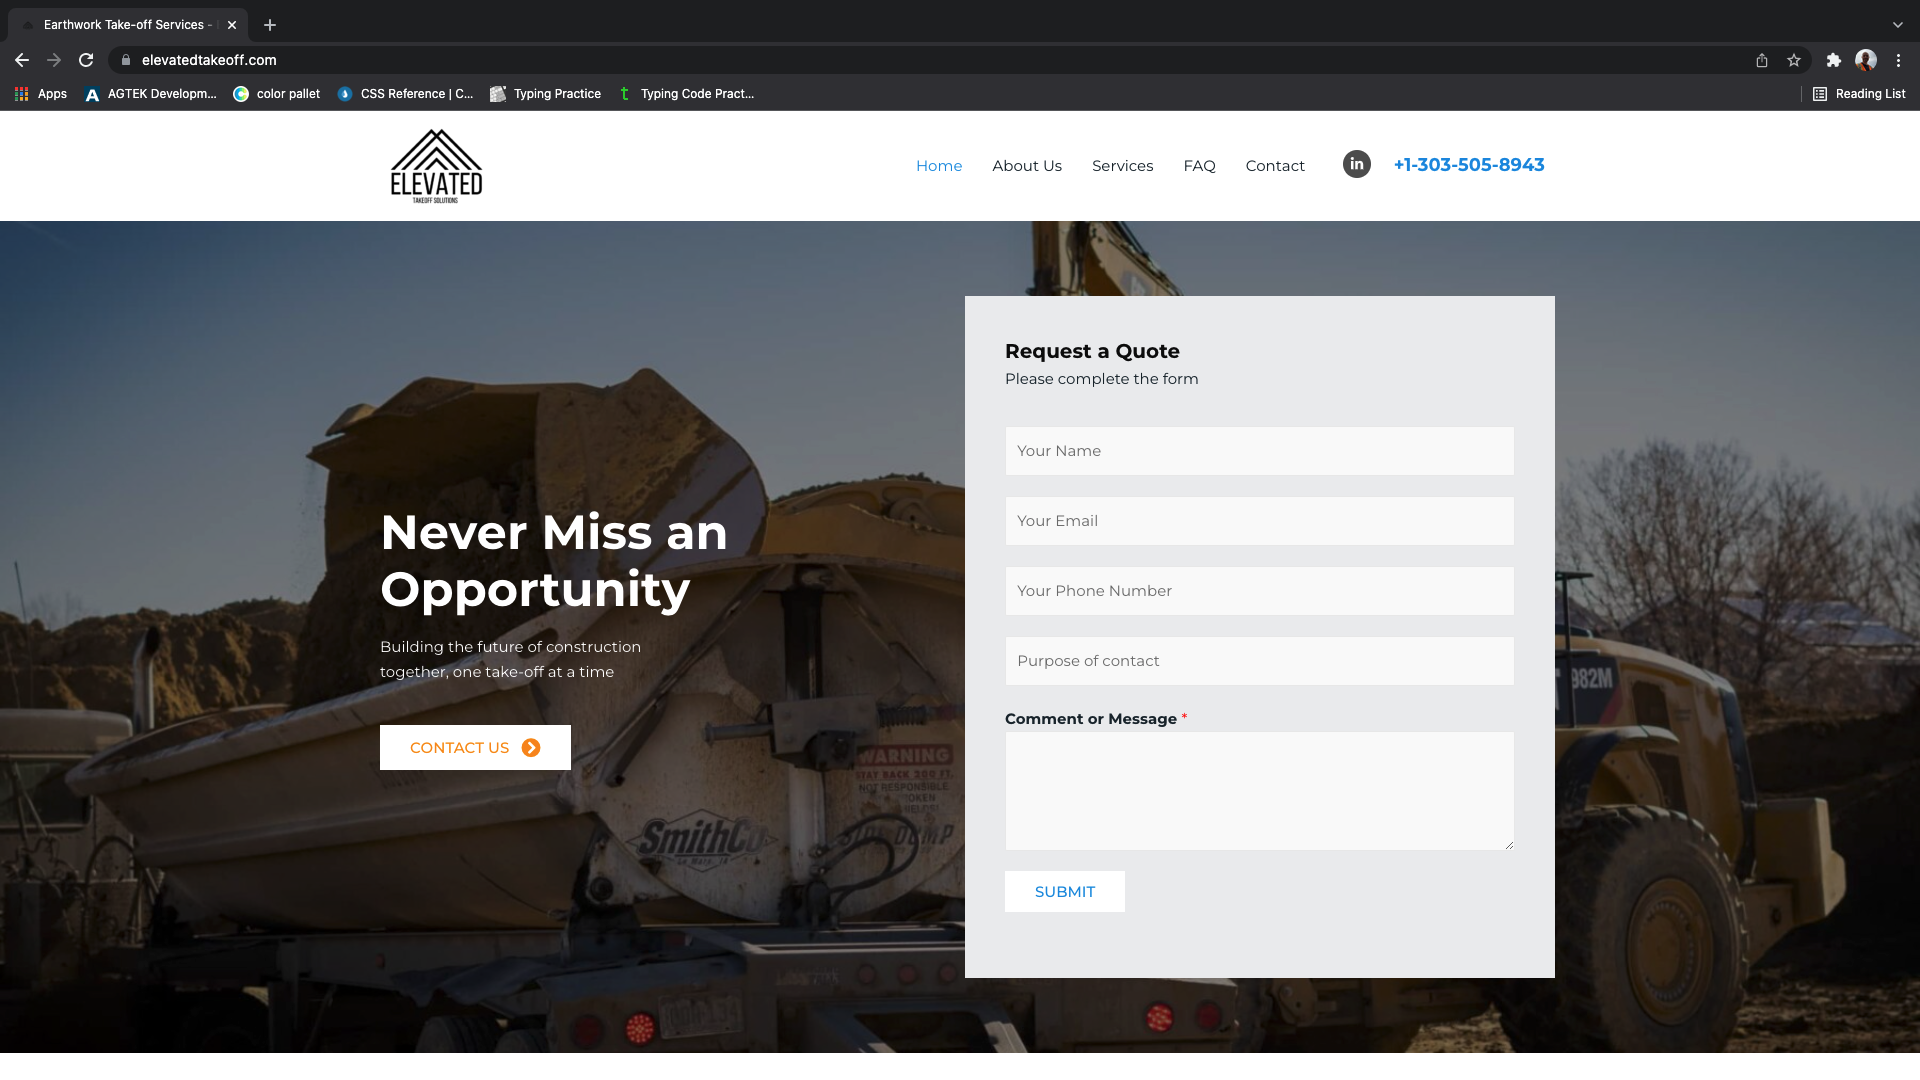 Earthwork Take-off Services -
elevatedtakeoff.com
Apps
AGTEK Developm...
color pallet
CSS Reference | C...
Typing Practice
Typing Code Pract...
Reading List
ELEVATED
TAKEOFF SOLUTIONS
Home
About Us
Services
FAQ
Contact
in
+1-303-505-8943
Never Miss an
Opportunity
Building the future of construction
together, one take-off at a time
CONTACT US
Request a Quote
Please complete the form
Your Name
Your Email
Your Phone Number
Purpose of contact
Comment or Message *
SUBMIT
982M
WARNING
STAY BACK 200 FT.
NOT RESPONSIBLE
SmithCo